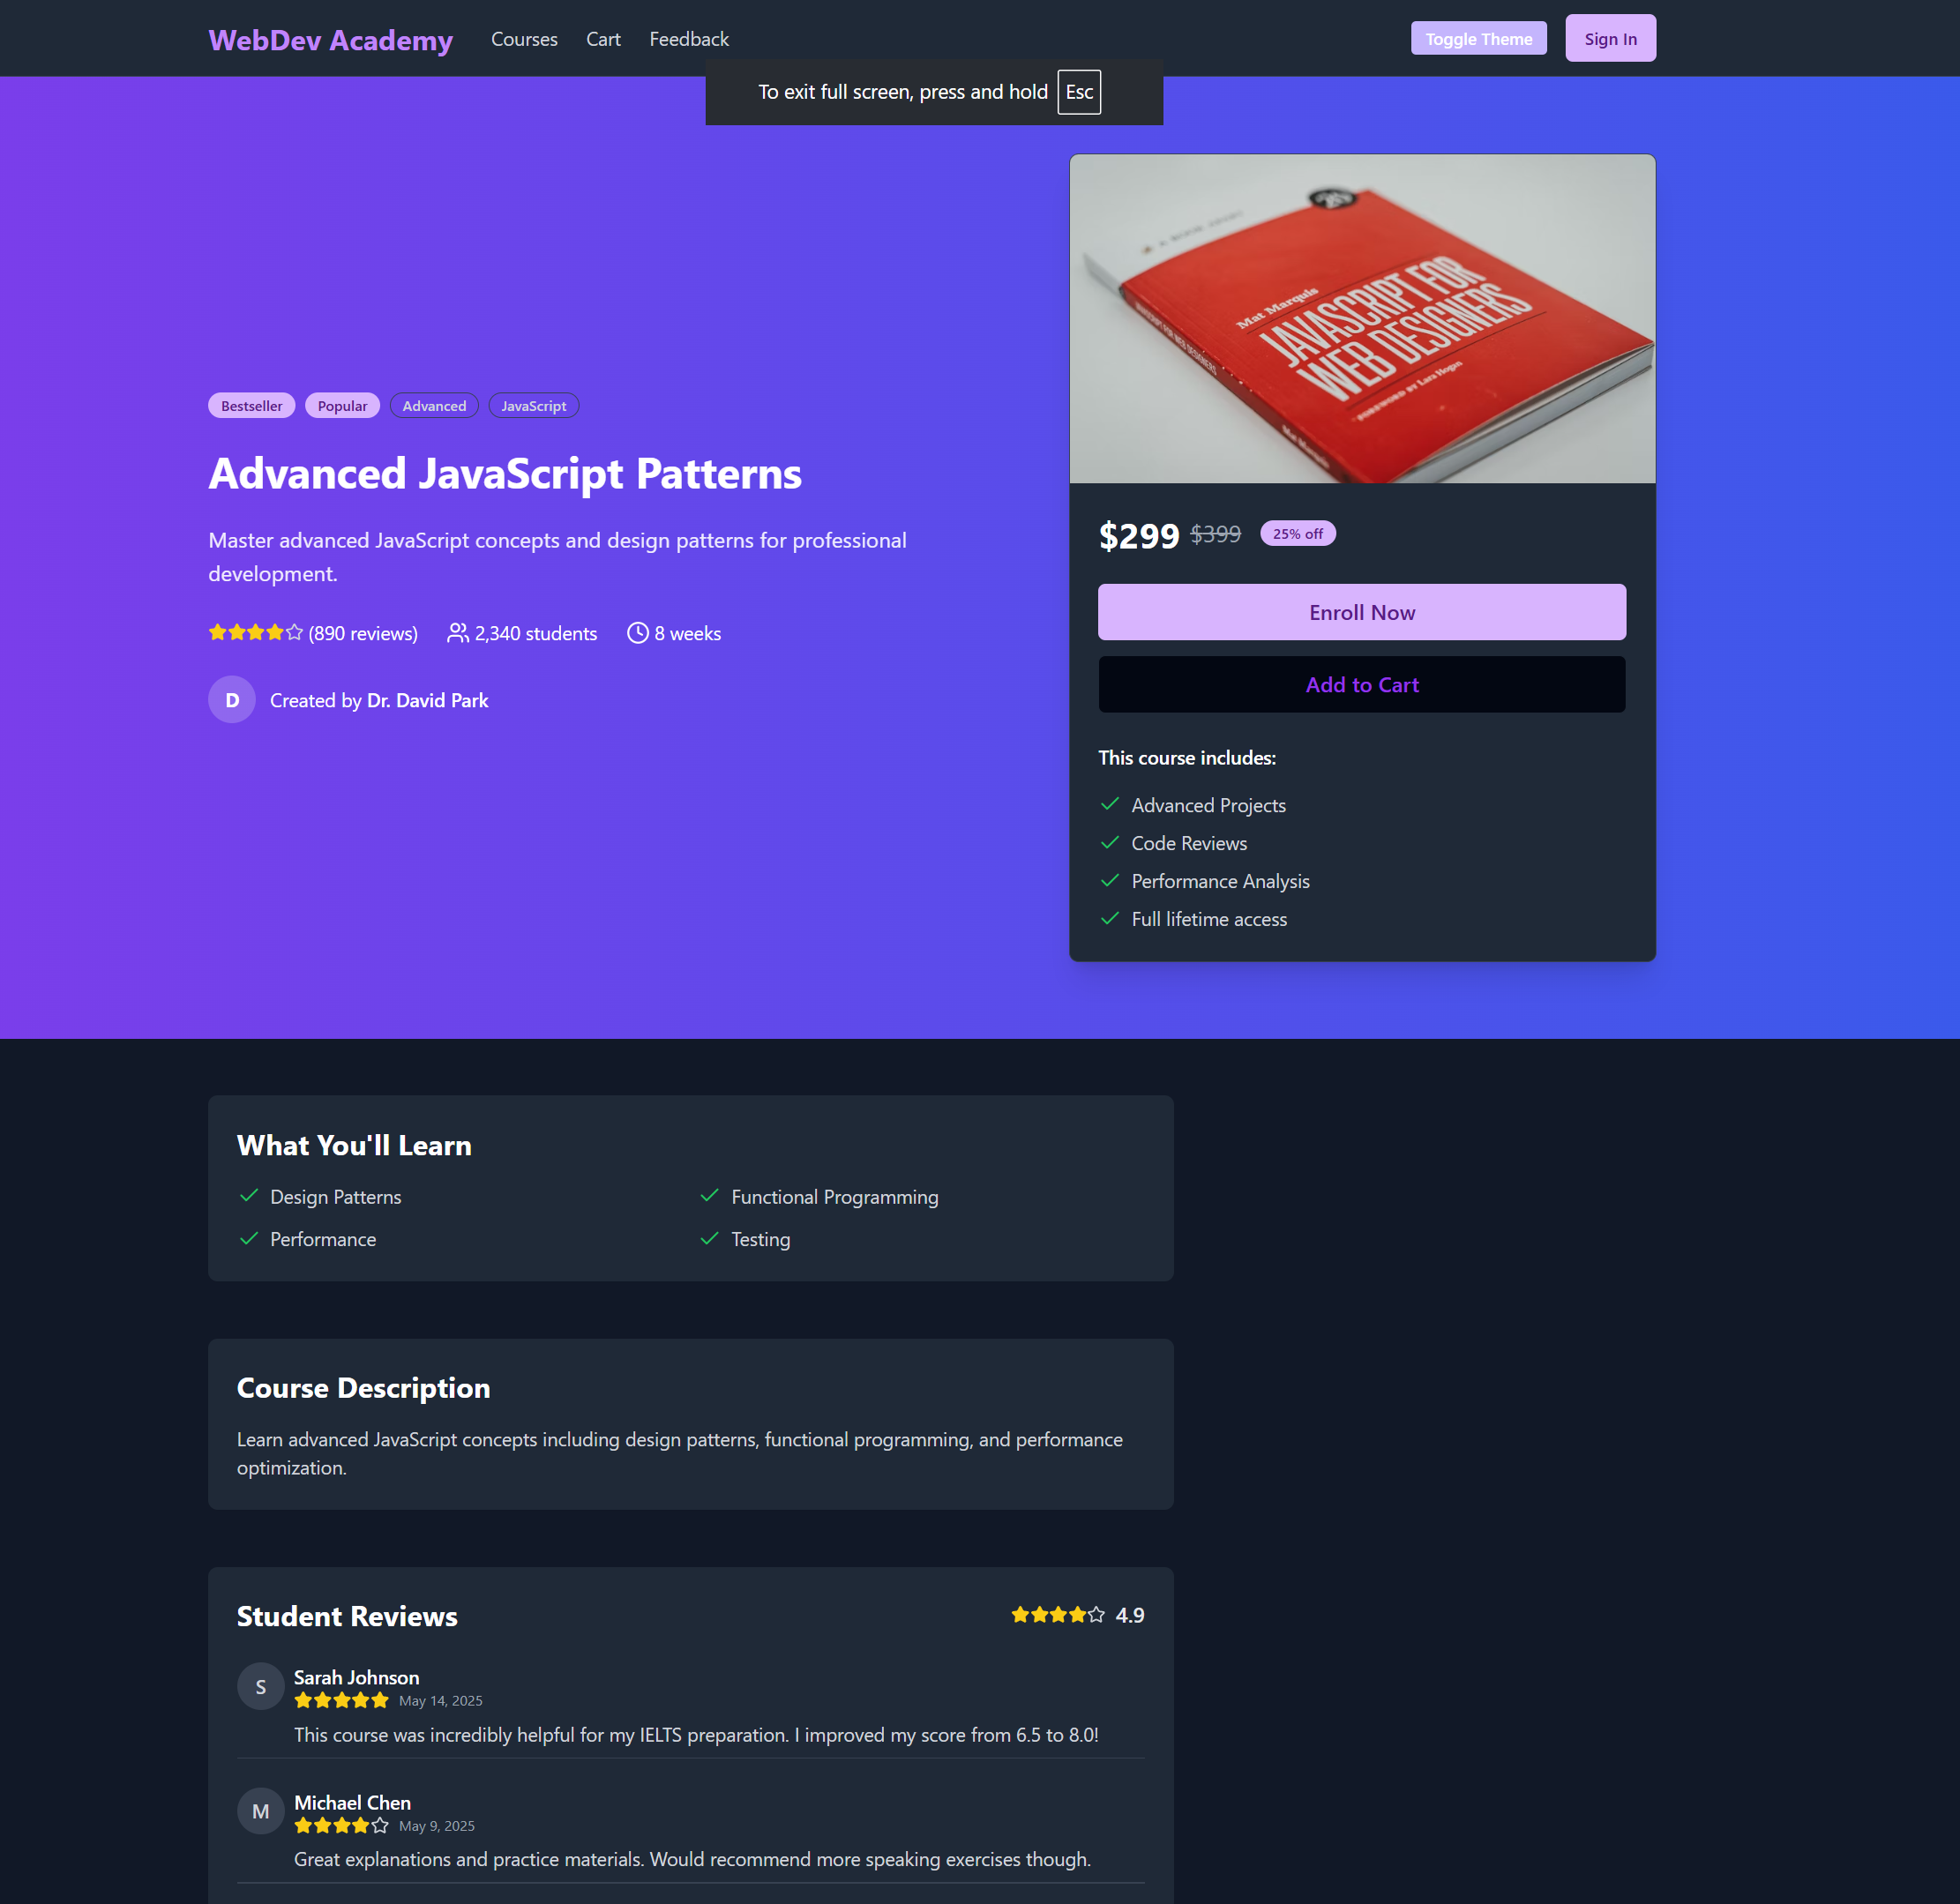 WebDev Academy
Courses
Cart
Feedback
Toggle Theme
Sign In
To exit full screen, press and hold Esc
Mat Marquis
JAVASCRIPT FOR
WEB DESIGNERS
FOREWORD BY Lara Hogan
Bestseller
Popular
Advanced
JavaScript
Advanced JavaScript Patterns
Master advanced JavaScript concepts and design patterns for professional
development.
(890 reviews)
2,340 students
8 weeks
D
Created by Dr. David Park
$299 $399 25% off
Enroll Now
Add to Cart
This course includes:
Advanced Projects
Code Reviews
Performance Analysis
Full lifetime access
What You'll Learn
Design Patterns
Functional Programming
Performance
Testing
Course Description
Learn advanced JavaScript concepts including design patterns, functional programming, and performance
optimization.
Student Reviews
4.9
S
Sarah Johnson
May 14, 2025
This course was incredibly helpful for my IELTS preparation. I improved my score from 6.5 to 8.0!
M
Michael Chen
May 9, 2025
Great explanations and practice materials. Would recommend more speaking exercises though.